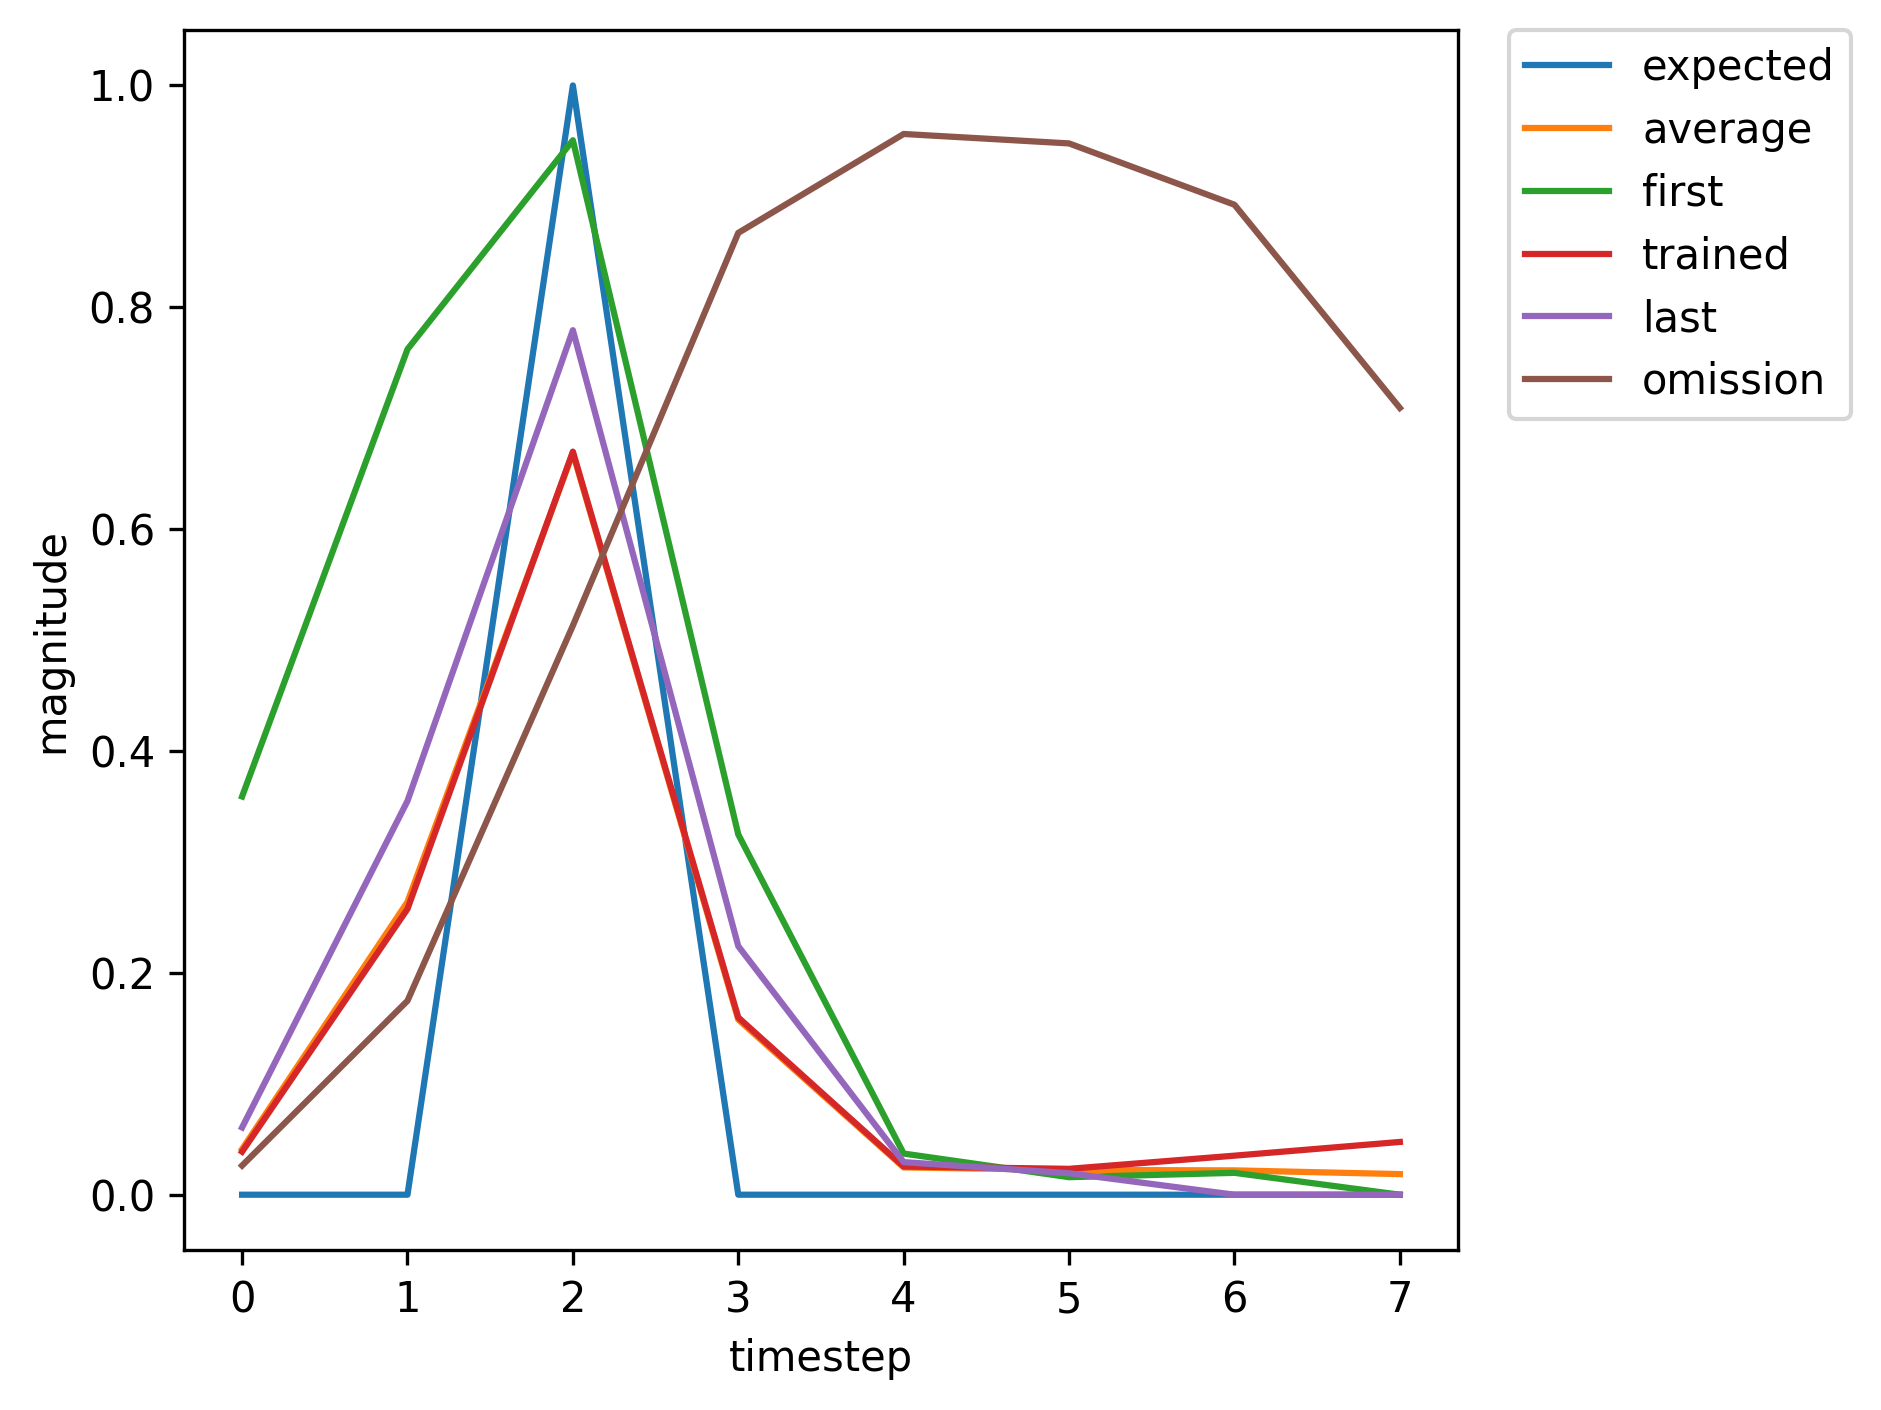 1.0
0.8
0.6
0.4
0.2
0.0
magnitude
0 1 2 3 4 5 6 7
timestep
expected
average
first
trained
last
omission